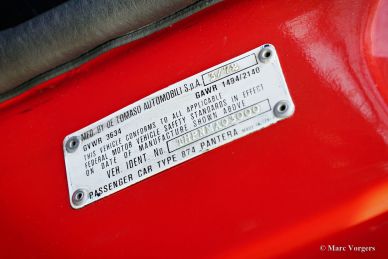 MFG. BY DE TOMASO AUTOMOBILI S.p.A.
GVWR 3634 GAWR 1494/2140
THIS VEHICLE CONFORMS TO ALL APPLICABLE
FEDERAL MOTOR VEHICLE SAFETY STANDARDS IN EFFECT
ON DATE OF MANUFACTURE SHOWN ABOVE
VEH. IDENT. No.
PASSENGER CAR TYPE 874 PANTERA
© Marc Vorgers